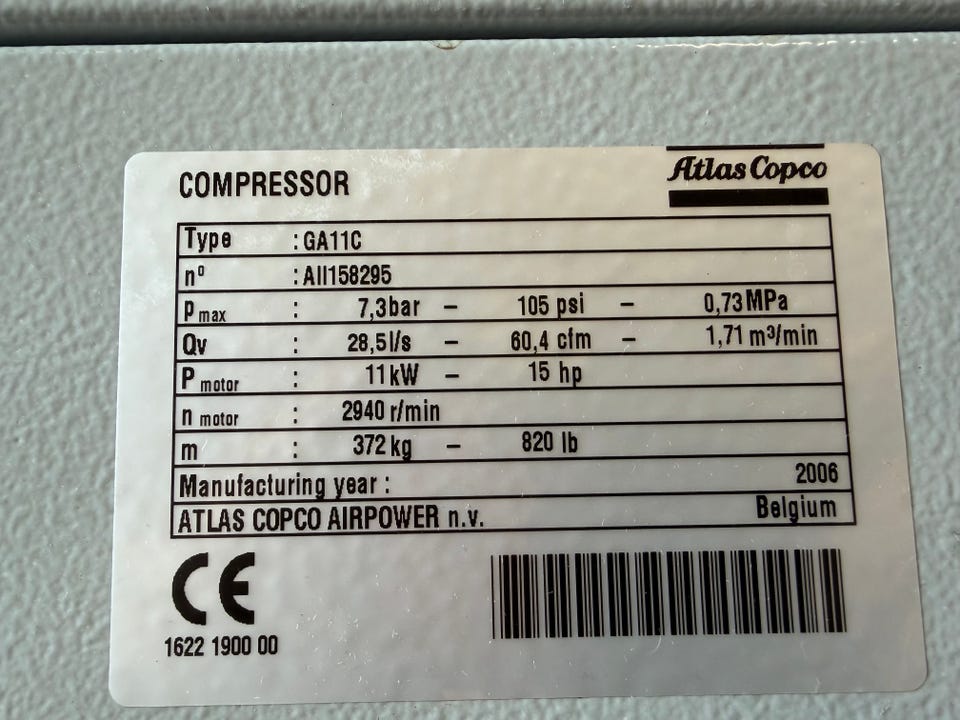 COMPRESSOR
Atlas Copco
Type : GA11C
nº : AII158295
p max : 7,3 bar – 105 psi – 0,73 MPa
Qv : 28,5 l/s – 60,4 cfm – 1,71 m³/min
P motor : 11 kW – 15 hp
n motor : 2940 r/min
m : 372 kg – 820 lb
Manufacturing year : 2006
ATLAS COPCO AIRPOWER n.v. Belgium
CE
1622 1900 00